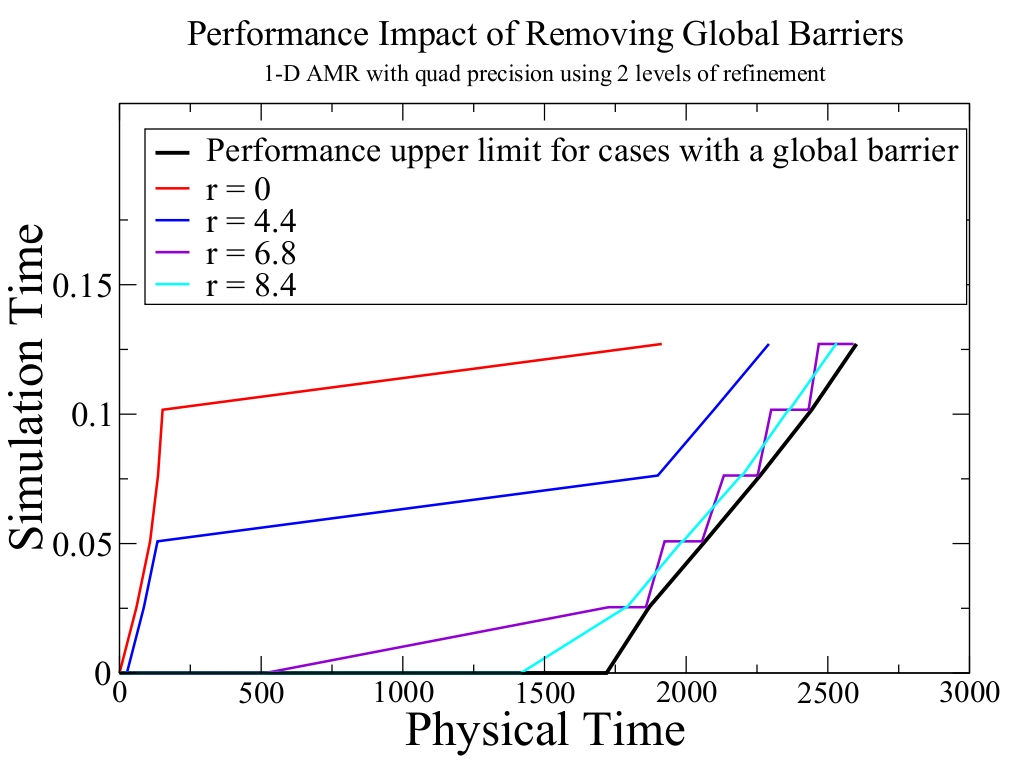 Performance Impact of Removing Global Barriers
1-D AMR with quad precision using 2 levels of refinement
Performance upper limit for cases with a global barrier
r = 0
r = 4.4
r = 6.8
r = 8.4
Simulation Time
0.15
0.1
0.05
0
0 500 1000 1500 2000 2500 3000
Physical Time